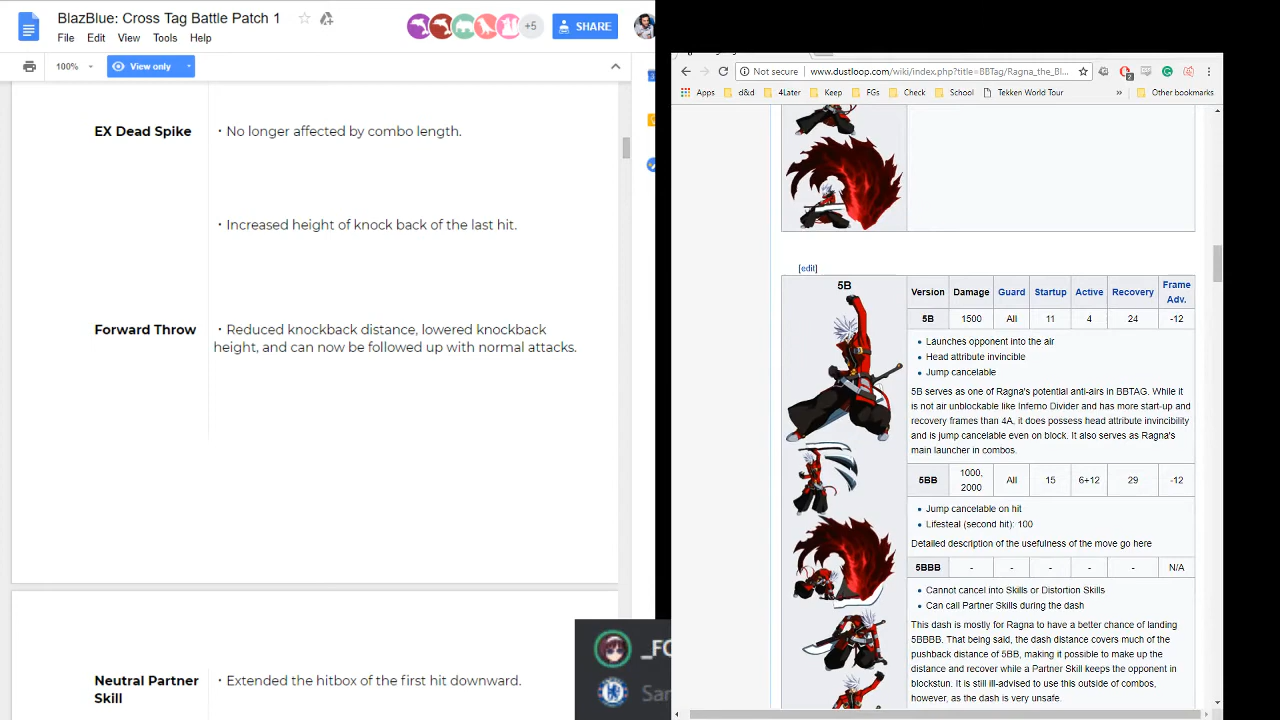 BlazBlue: Cross Tag Battle Patch 1
File Edit View Tools Help
+5
SHARE
100%
View only
EX Dead Spike
・No longer affected by combo length.
・Increased height of knock back of the last hit.
Forward Throw
・Reduced knockback distance, lowered knockback
height, and can now be followed up with normal attacks.
Neutral Partner
Skill
・Extended the hitbox of the first hit downward.
_FC
Sar
Not secure www.dustloop.com/wiki/index.php?title=BBTag/Ragna_the_Bl...
Apps d&d 4Later Keep FGs Check School Tekken World Tour » Other bookmarks
[edit]
5B
Version Damage Guard Startup Active Recovery Frame
Adv.
5B 1500 All 11 4 24 -12
• Launches opponent into the air
• Head attribute invincible
• Jump cancelable
5B serves as one of Ragna's potential anti-airs in BBTAG. While it
is not air unblockable like Inferno Divider and has more start-up and
recovery frames than 4A, it does possess head attribute invincibility
and is jump cancelable even on block. It also serves as Ragna's
main launcher in combos.
5BB 1000,
2000 All 15 6+12 29 -12
• Jump cancelable on hit
• Lifesteal (second hit): 100
Detailed description of the usefulness of the move go here
5BBB - - - - - N/A
• Cannot cancel into Skills or Distortion Skills
• Can call Partner Skills during the dash
This dash is mostly for Ragna to have a better chance of landing
5BBBB. That being said, the dash distance covers much of the
pushback distance of 5BB, making it possible to make up the
distance and recover while a Partner Skill keeps the opponent in
blockstun. It is still ill-advised to use this outside of combos,
however, as the dash is very unsafe.